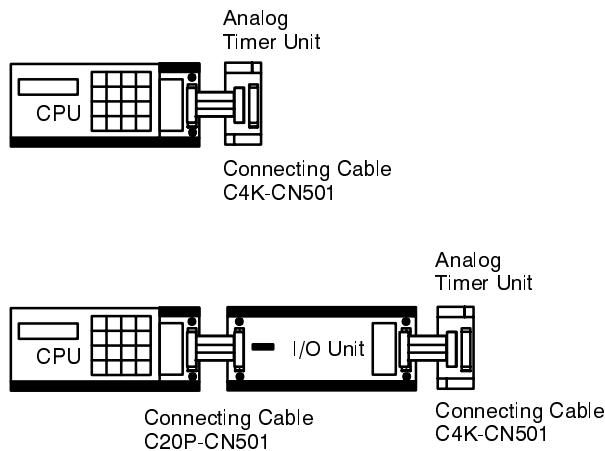 Analog
Timer Unit
CPU
Connecting Cable
C4K-CN501
Analog
Timer Unit
CPU
I/O Unit
Connecting Cable
C20P-CN501
Connecting Cable
C4K-CN501